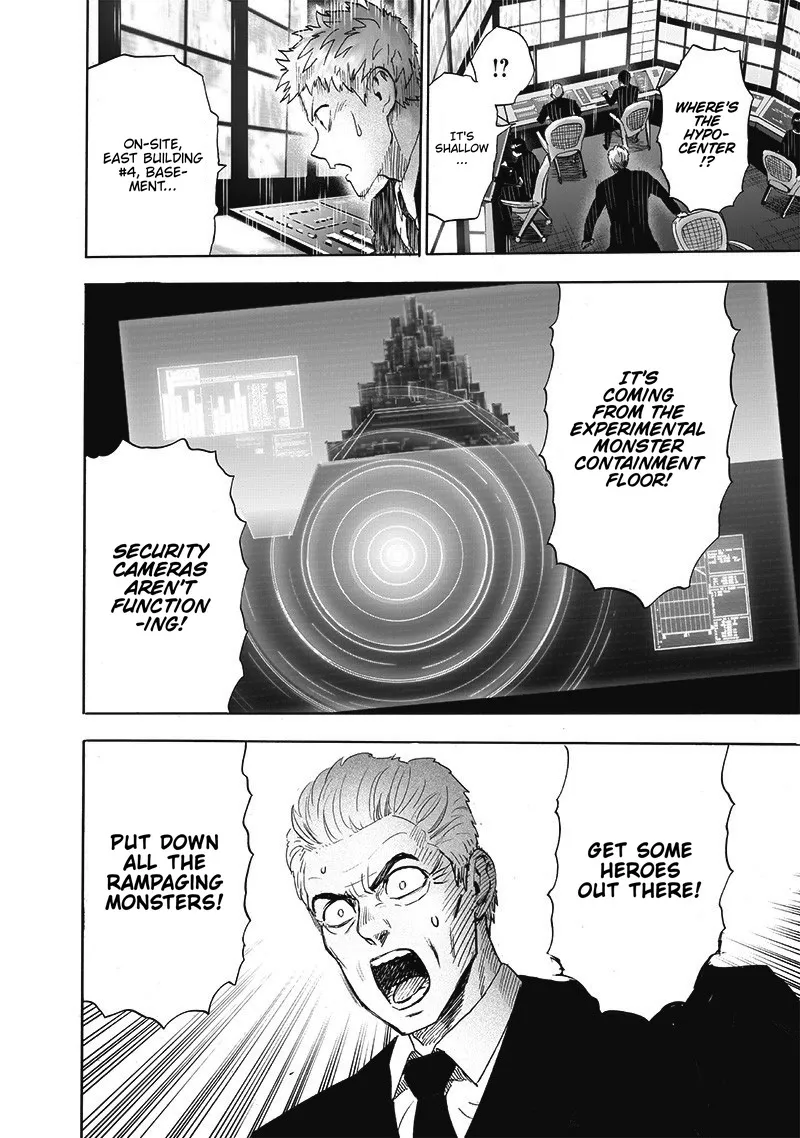 WHERE'S
THE
HYPO-
CENTER
!?
!?
IT'S
SHALLOW
...
ON-SITE,
EAST BUILDING
#4, BASE-
MENT...
IT'S
COMING
FROM THE
EXPERIMENTAL
MONSTER
CONTAINMENT
FLOOR!
SECURITY
CAMERAS
AREN'T
FUNCTION
-ING!
GET SOME
HEROES
OUT THERE!
PUT DOWN
ALL THE
RAMPAGING
MONSTERS!